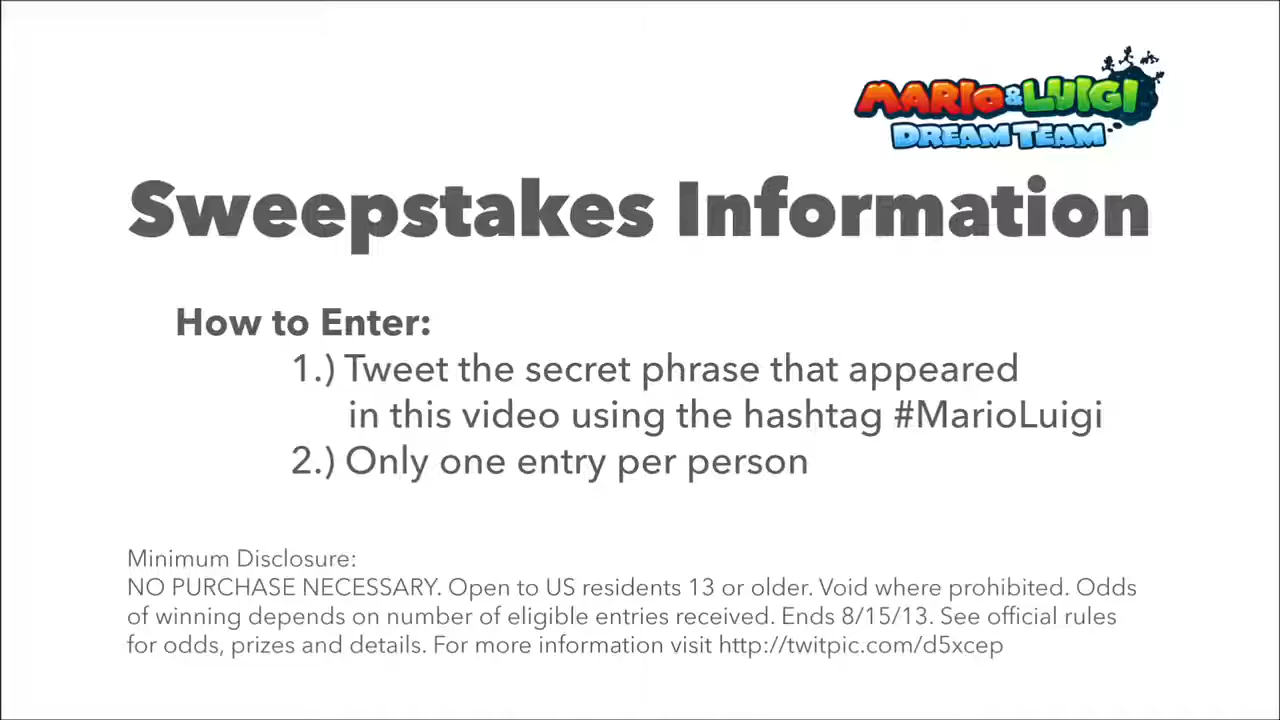 MARIO & LUIGI
DREAM TEAM
Sweepstakes Information
How to Enter:
1.) Tweet the secret phrase that appeared
in this video using the hashtag #MarioLuigi
2.) Only one entry per person
Minimum Disclosure:
NO PURCHASE NECESSARY. Open to US residents 13 or older. Void where prohibited. Odds
of winning depends on number of eligible entries received. Ends 8/15/13. See official rules
for odds, prizes and details. For more information visit http://twitpic.com/d5xcep